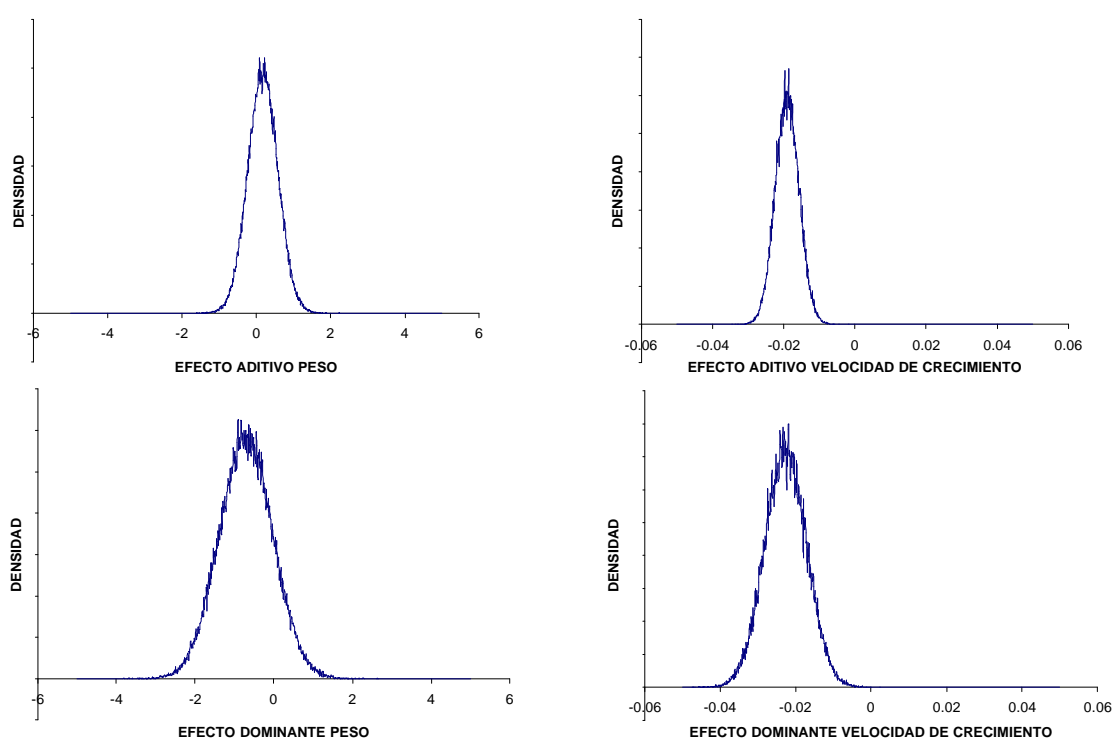 DENSIDAD
-6 -4 -2 0 2 4 6
EFECTO ADITIVO PESO
DENSIDAD
-0.06 -0.04 -0.02 0 0.02 0.04 0.06
EFECTO ADITIVO VELOCIDAD DE CRECIMIENTO
DENSIDAD
-6 -4 -2 0 2 4 6
EFECTO DOMINANTE PESO
DENSIDAD
-0.06 -0.04 -0.02 0 0.02 0.04 0.06
EFECTO DOMINANTE VELOCIDAD DE CRECIMIENTO